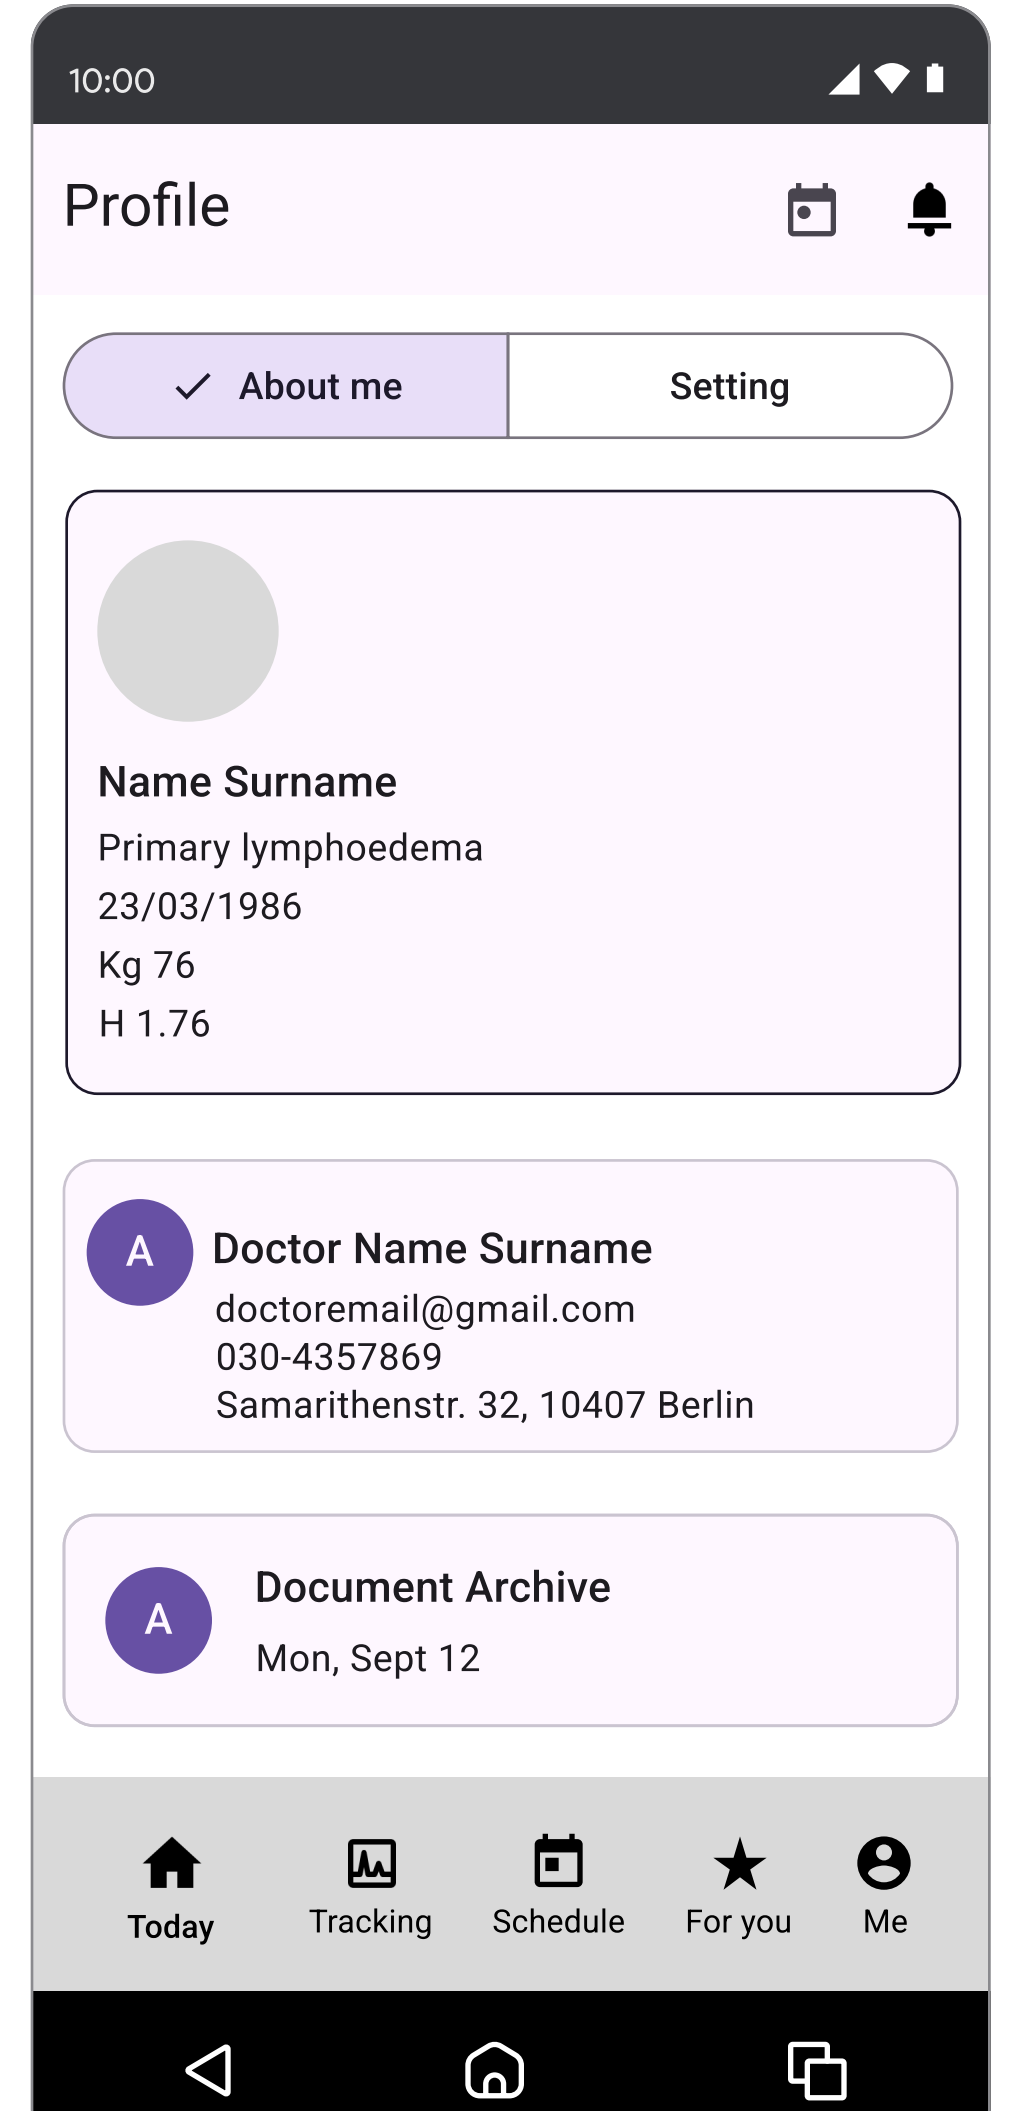 10:00
Profile
About me
Setting
Name Surname
Primary lymphoedema
23/03/1986
Kg 76
H 1.76
A
Doctor Name Surname
doctoremail@gmail.com
030-4357869
Samarithenstr. 32, 10407 Berlin
A
Document Archive
Mon, Sept 12
Today
Tracking
Schedule
For you
Me